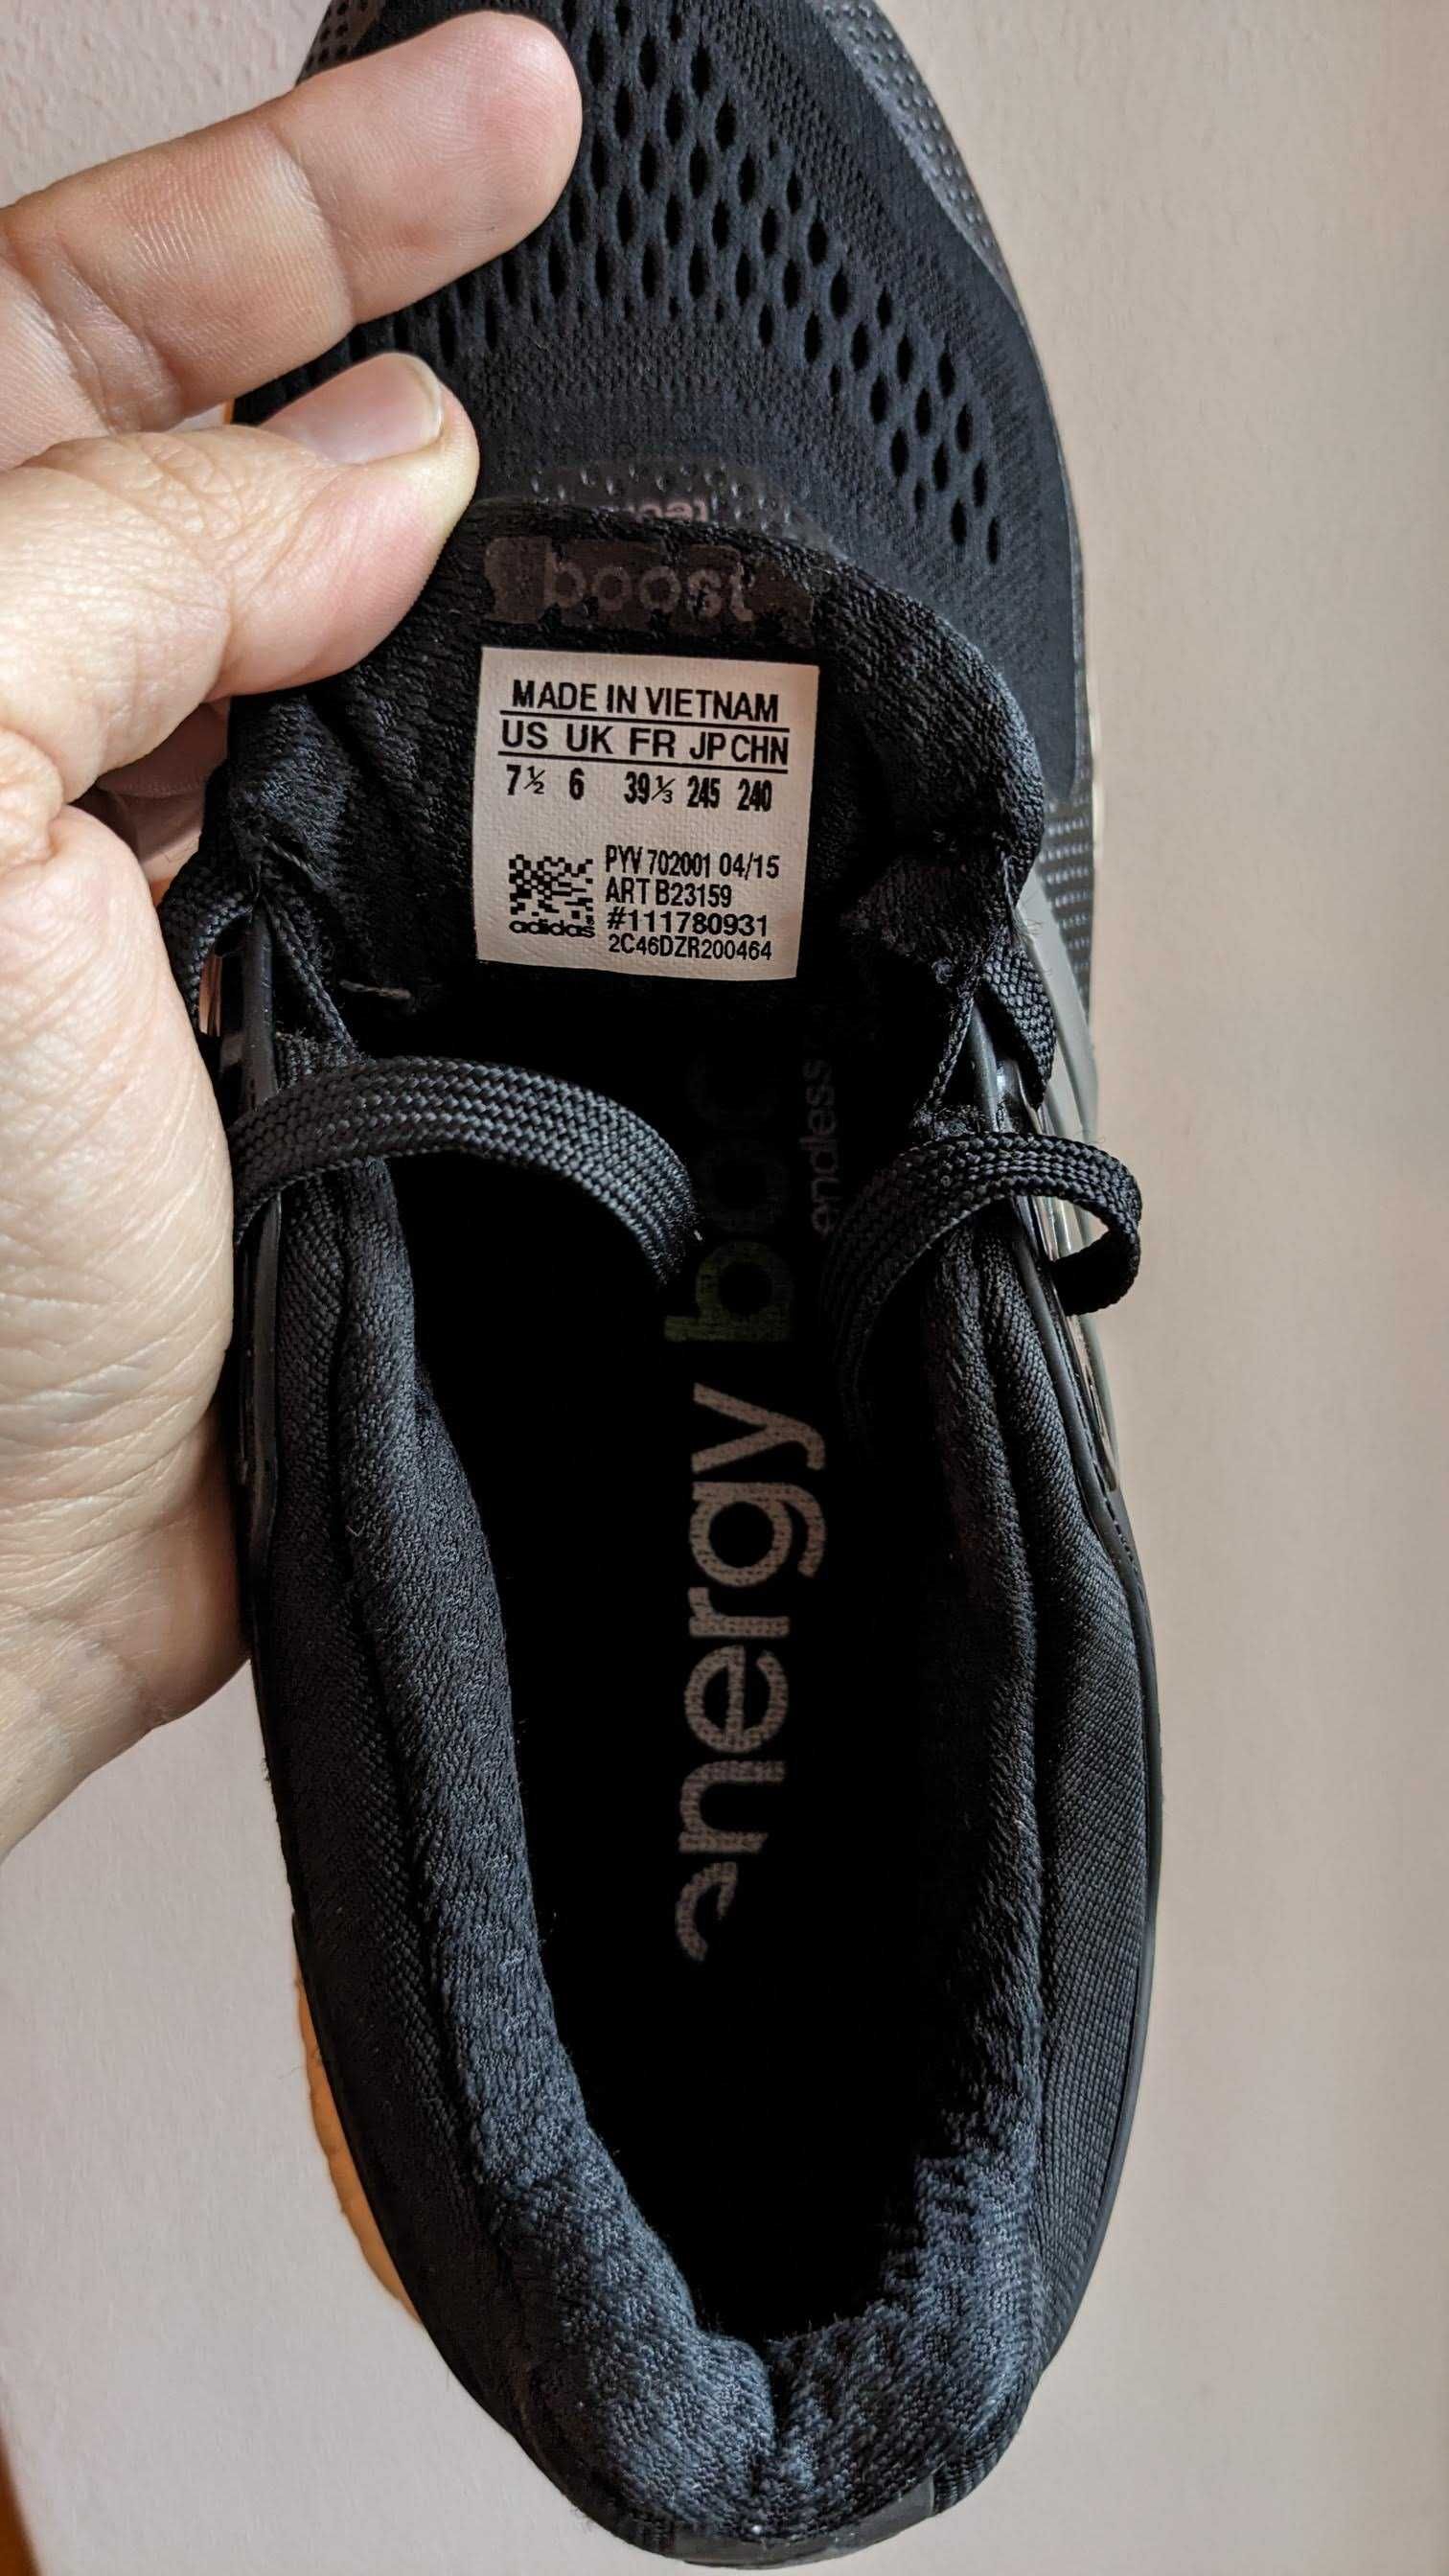 boost
MADE IN VIETNAM
US UK FR JP CHN
7½ 6 39⅓ 245 240
PYV 702001 04/15
ART B23159
#111780931
adidas
2C46DZR200464
endless
energy